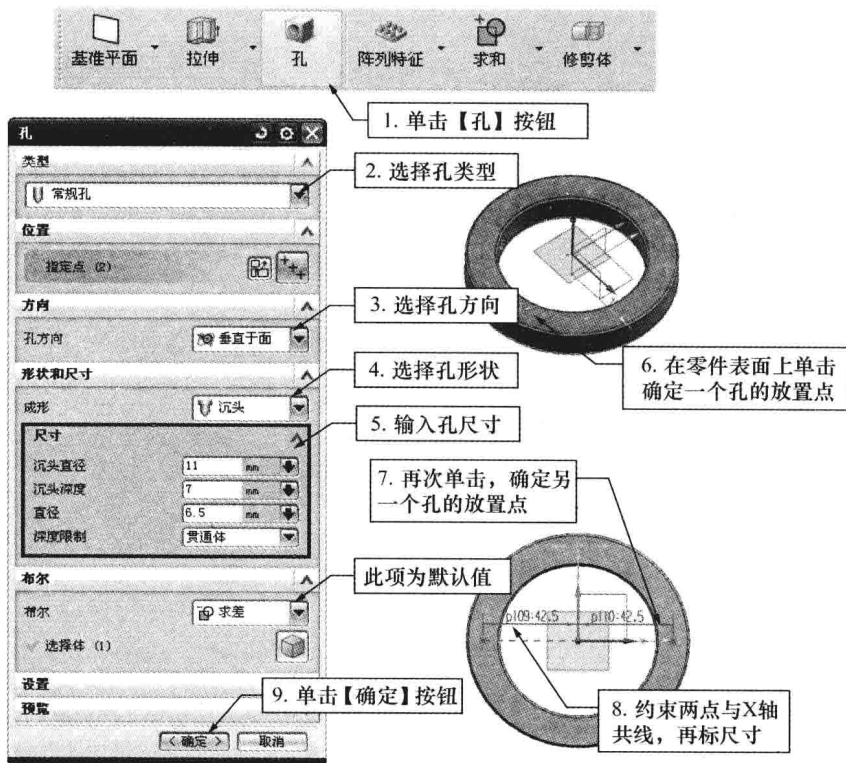 基准平面
拉伸
孔
阵列特征
求和
修剪体
1. 单击【孔】按钮
孔
类型
2. 选择孔类型
常规孔
位置
指定点 (2)
方向
3. 选择孔方向
孔方向
垂直于面
形状和尺寸
4. 选择孔形状
6. 在零件表面上单击
确定一个孔的放置点
成形
沉头
尺寸
5. 输入孔尺寸
沉头直径
11 mm
沉头深度
7 mm
直径
6.5 mm
深度限制
贯通体
7. 再次单击，确定另
一个孔的放置点
布尔
此项为默认值
布尔
求差
p109:42.5
p110:42.5
选择体 (1)
设置
预览
9. 单击【确定】按钮
8. 约束两点与X轴
共线，再标尺寸
< 确定 >
取消